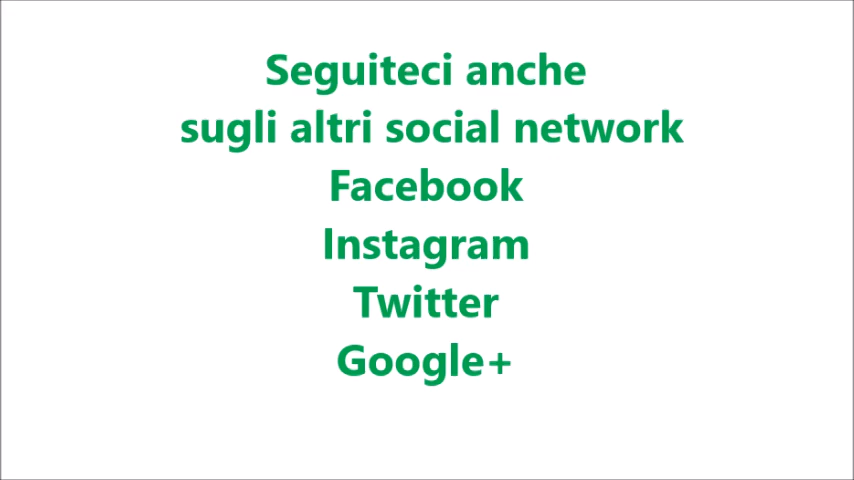 Seguiteci anche
sugli altri social network
Facebook
Instagram
Twitter
Google+